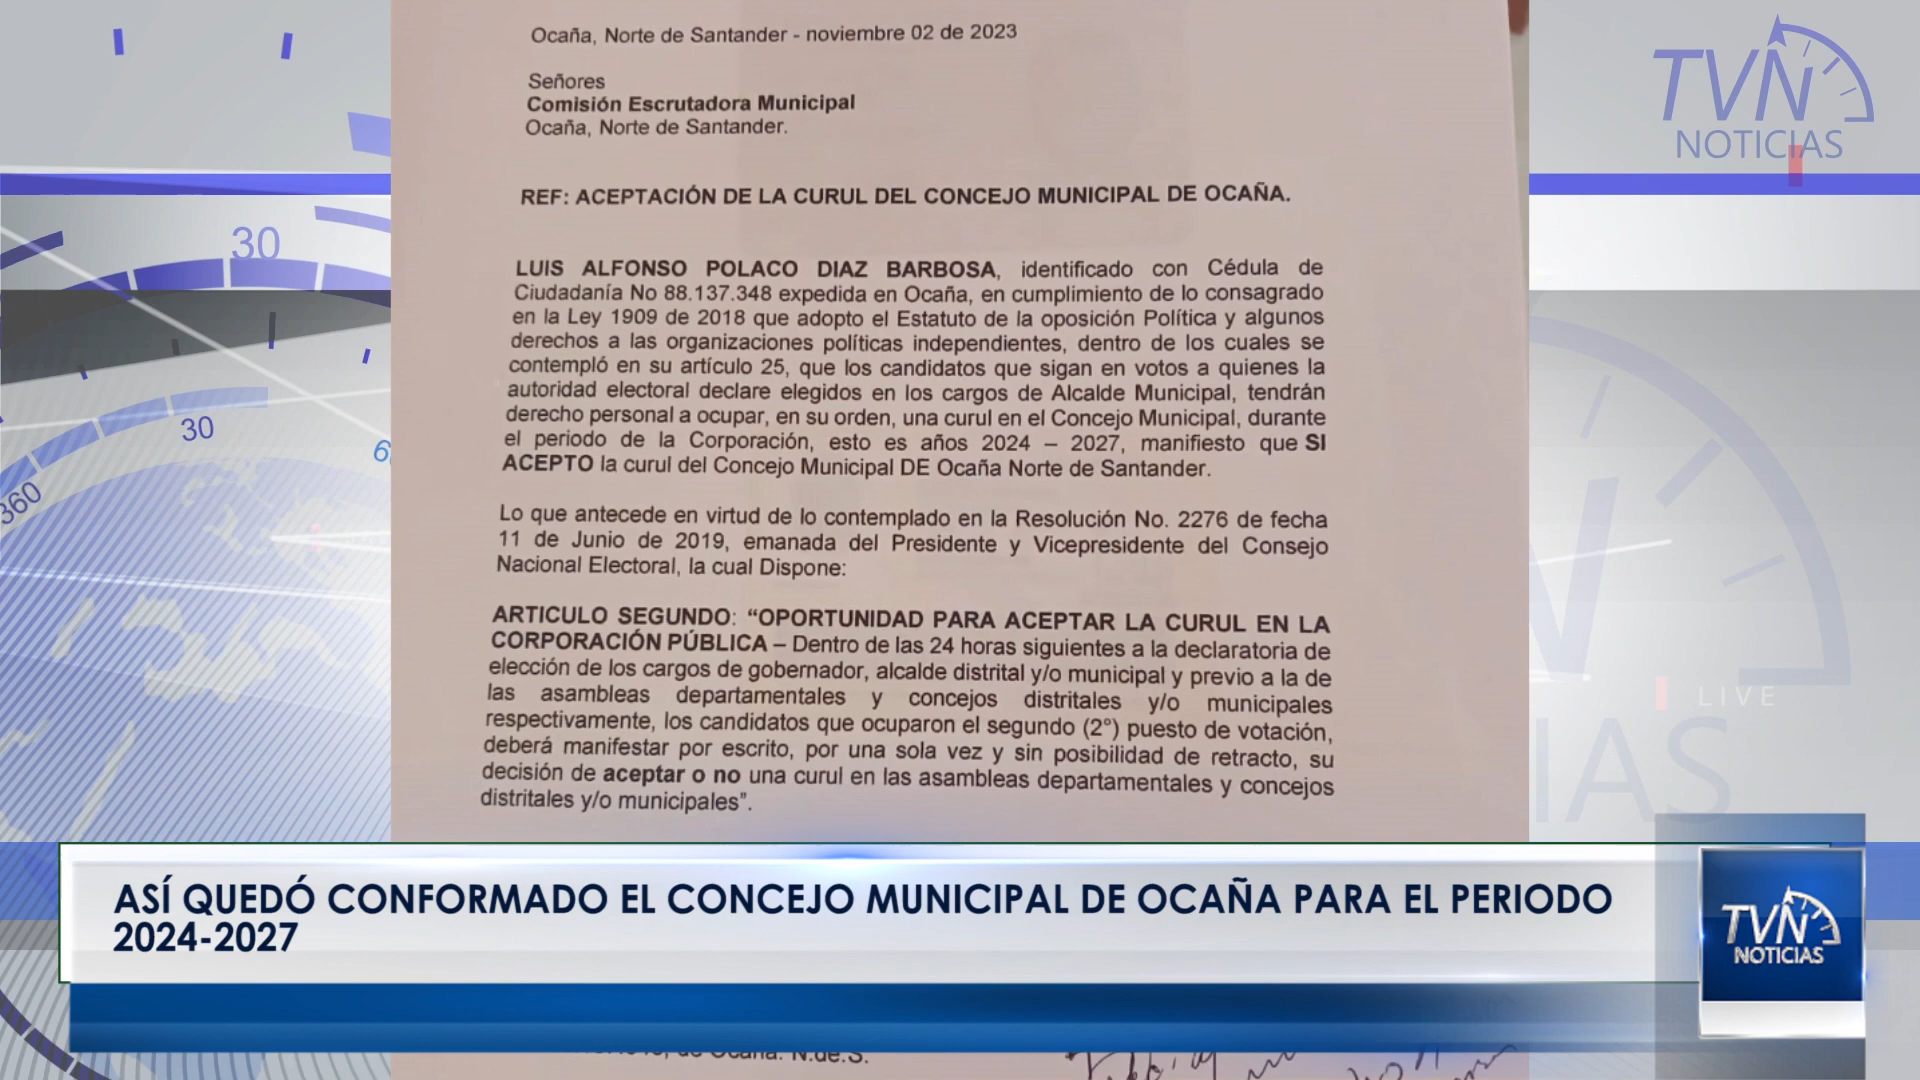 Ocaña, Norte de Santander - noviembre 02 de 2023
Señores
Comisión Escrutadora Municipal
Ocaña, Norte de Santander.
REF: ACEPTACIÓN DE LA CURUL DEL CONCEJO MUNICIPAL DE OCAÑA.
LUIS ALFONSO POLACO DIAZ BARBOSA, identificado con Cédula de
Ciudadanía No 88.137.348 expedida en Ocaña, en cumplimiento de lo consagrado
en la Ley 1909 de 2018 que adopto el Estatuto de la oposición Política y algunos
derechos a las organizaciones políticas independientes, dentro de los cuales se
contempló en su artículo 25, que los candidatos que sigan en votos a quienes la
autoridad electoral declare elegidos en los cargos de Alcalde Municipal, tendrán
derecho personal a ocupar, en su orden, una curul en el Concejo Municipal, durante
el periodo de la Corporación, esto es años 2024 – 2027, manifiesto que SI
ACEPTO la curul del Concejo Municipal DE Ocaña Norte de Santander.
Lo que antecede en virtud de lo contemplado en la Resolución No. 2276 de fecha
11 de Junio de 2019, emanada del Presidente y Vicepresidente del Consejo
Nacional Electoral, la cual Dispone:
ARTICULO SEGUNDO: “OPORTUNIDAD PARA ACEPTAR LA CURUL EN LA
CORPORACIÓN PÚBLICA – Dentro de las 24 horas siguientes a la declaratoria de
elección de los cargos de gobernador, alcalde distrital y/o municipal y previo a la de
las asambleas departamentales y concejos distritales y/o municipales
respectivamente, los candidatos que ocuparon el segundo (2°) puesto de votación,
deberá manifestar por escrito, por una sola vez y sin posibilidad de retracto, su
decisión de aceptar o no una curul en las asambleas departamentales y concejos
distritales y/o municipales”.
de Ocaña. N.de.S.
TVN
NOTICIAS
30
30
360
6
LIVE
IAS
ASÍ QUEDÓ CONFORMADO EL CONCEJO MUNICIPAL DE OCAÑA PARA EL PERIODO
2024-2027
TVN
NOTICIAS